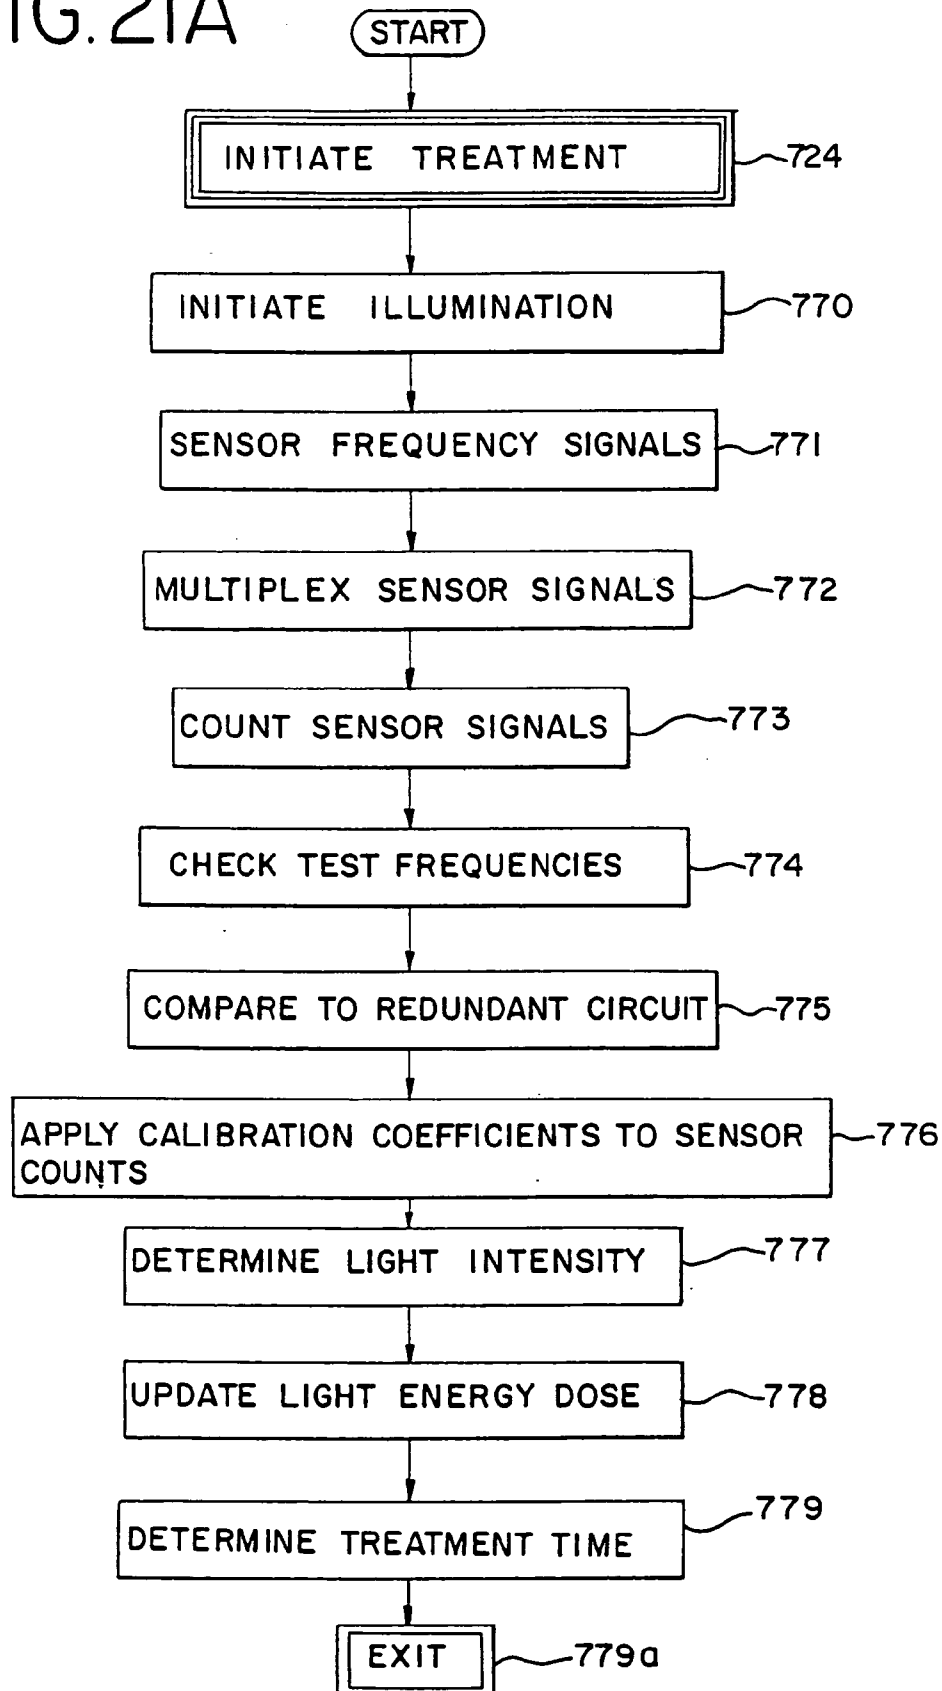 IG. 21A
START
INITIATE TREATMENT
724
INITIATE ILLUMINATION
770
SENSOR FREQUENCY SIGNALS
771
MULTIPLEX SENSOR SIGNALS
772
COUNT SENSOR SIGNALS
773
CHECK TEST FREQUENCIES
774
COMPARE TO REDUNDANT CIRCUIT
775
APPLY CALIBRATION COEFFICIENTS TO SENSOR
COUNTS
776
DETERMINE LIGHT INTENSITY
777
UPDATE LIGHT ENERGY DOSE
778
DETERMINE TREATMENT TIME
779
EXIT
779a